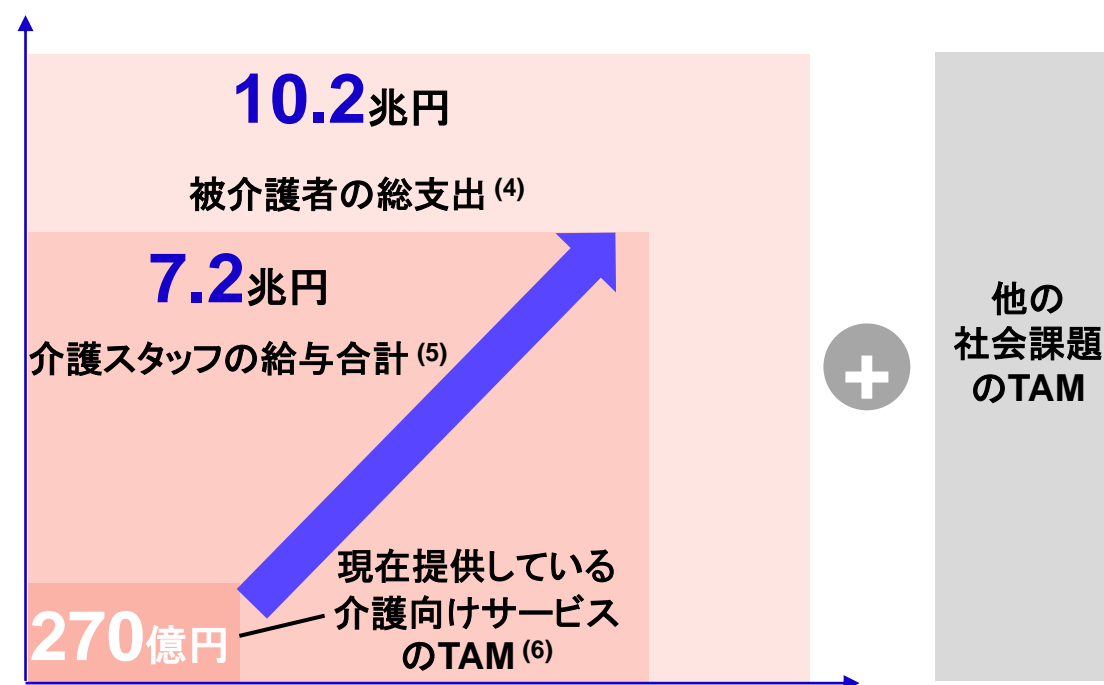 10.2兆円
被介護者の総支出 (4)
7.2兆円
介護スタッフの給与合計 (5)
現在提供している
介護向けサービス
のTAM (6)
270億円
+
他の
社会課題
のTAM